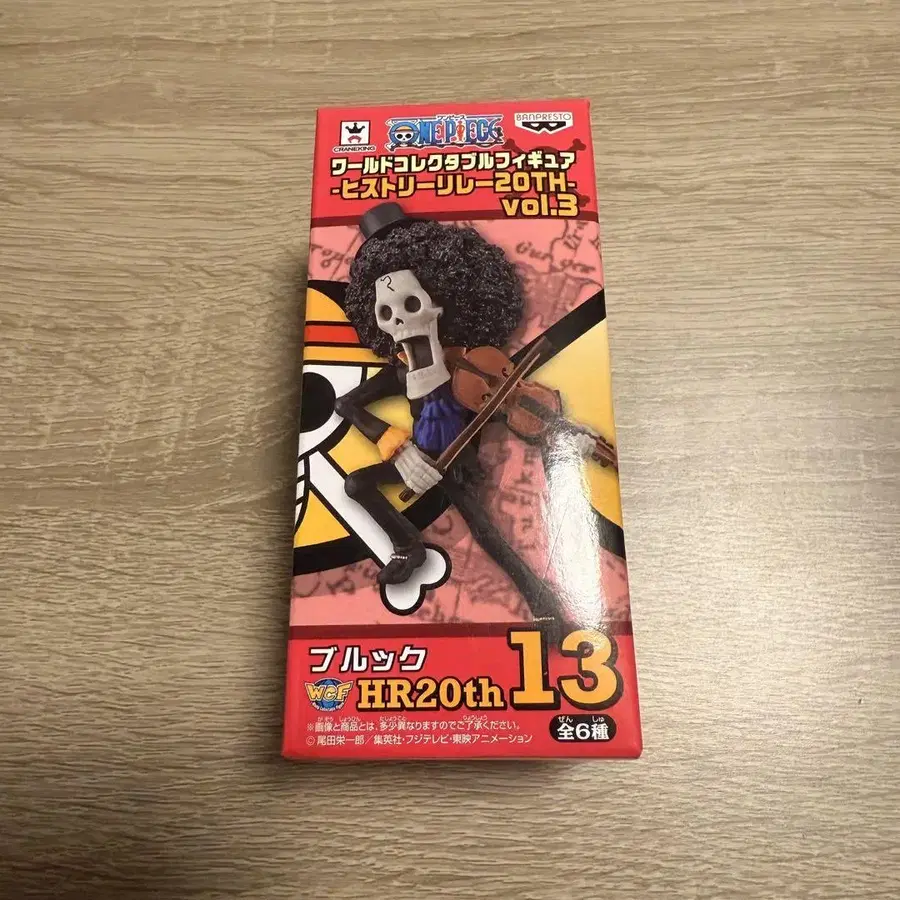 CRANEKING
ONE PIECE
BANPRESTO
ワールドコレクタブルフィギュア
-ヒストリーリレー20TH-
vol.3
ブルック
WCF
HR20th
13
※画像と商品とは、多少異なりますのでご了承ください。
©尾田栄一郎/集英社・フジテレビ・東映アニメーション
全6種